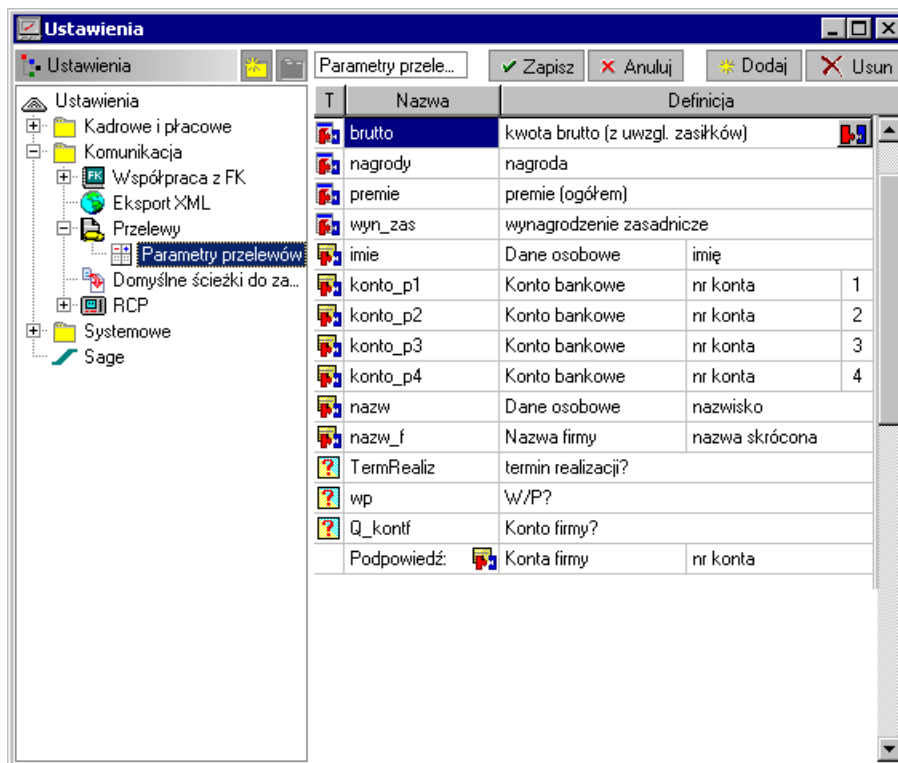 Ustawienia
Ustawienia Parametry przele... Zapisz Anuluj Dodaj Usun
Ustawienia
Kadrowe i płacowe
Komunikacja
Współpraca z FK
Eksport XML
Przelewy
Parametry przelewów
Domyślne ścieżki do za...
RCP
Systemowe
Sage
T Nazwa Definicja
brutto kwota brutto (z uwzgl. zasiłków)
nagrody nagroda
premie premie (ogółem)
wyn_zas wynagrodzenie zasadnicze
imie Dane osobowe imię
konto_p1 Konto bankowe nr konta 1
konto_p2 Konto bankowe nr konta 2
konto_p3 Konto bankowe nr konta 3
konto_p4 Konto bankowe nr konta 4
nazw Dane osobowe nazwisko
nazw_f Nazwa firmy nazwa skrócona
? TermRealiz termin realizacji?
? wp W/P?
? Q_kontf Konto firmy?
Podpowiedź: Konta firmy nr konta